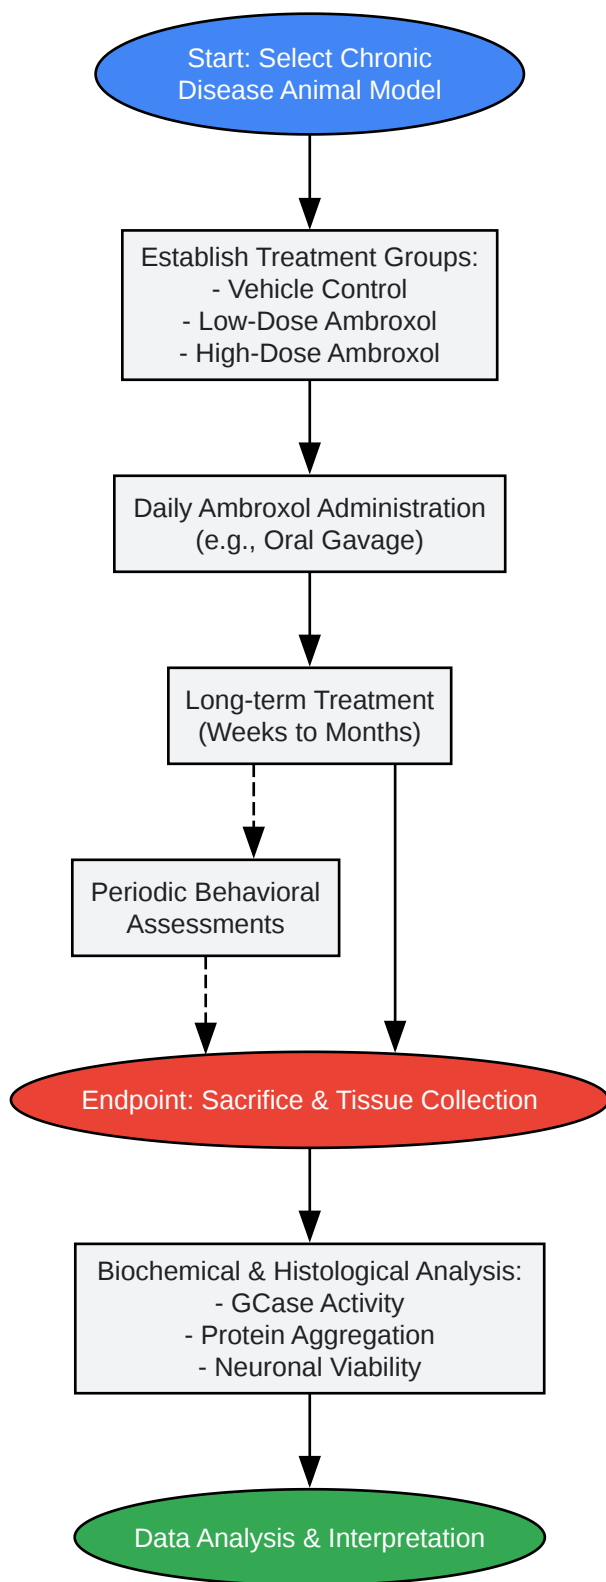 Start: Select Chronic
Disease Animal Model
Establish Treatment Groups:
- Vehicle Control
- Low-Dose Ambroxol
- High-Dose Ambroxol
Daily Ambroxol Administration
(e.g., Oral Gavage)
Long-term Treatment
(Weeks to Months)
Periodic Behavioral
Assessments
Endpoint: Sacrifice & Tissue Collection
Biochemical & Histological Analysis:
- GCase Activity
- Protein Aggregation
- Neuronal Viability
Data Analysis & Interpretation